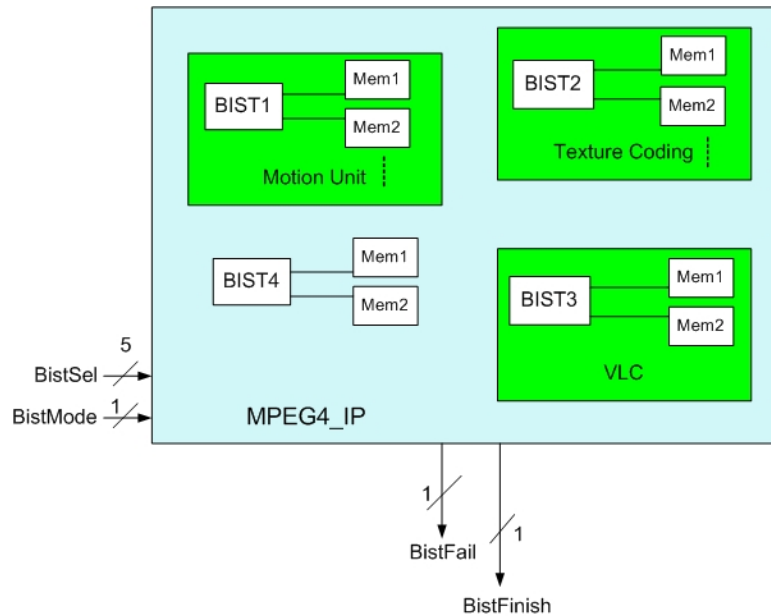 BIST1
Mem1
Mem2
Motion Unit
BIST2
Mem1
Mem2
Texture Coding
BIST4
Mem1
Mem2
BIST3
Mem1
Mem2
VLC
BistSel
5
BistMode
1
MPEG4_IP
1
BistFail
1
BistFinish